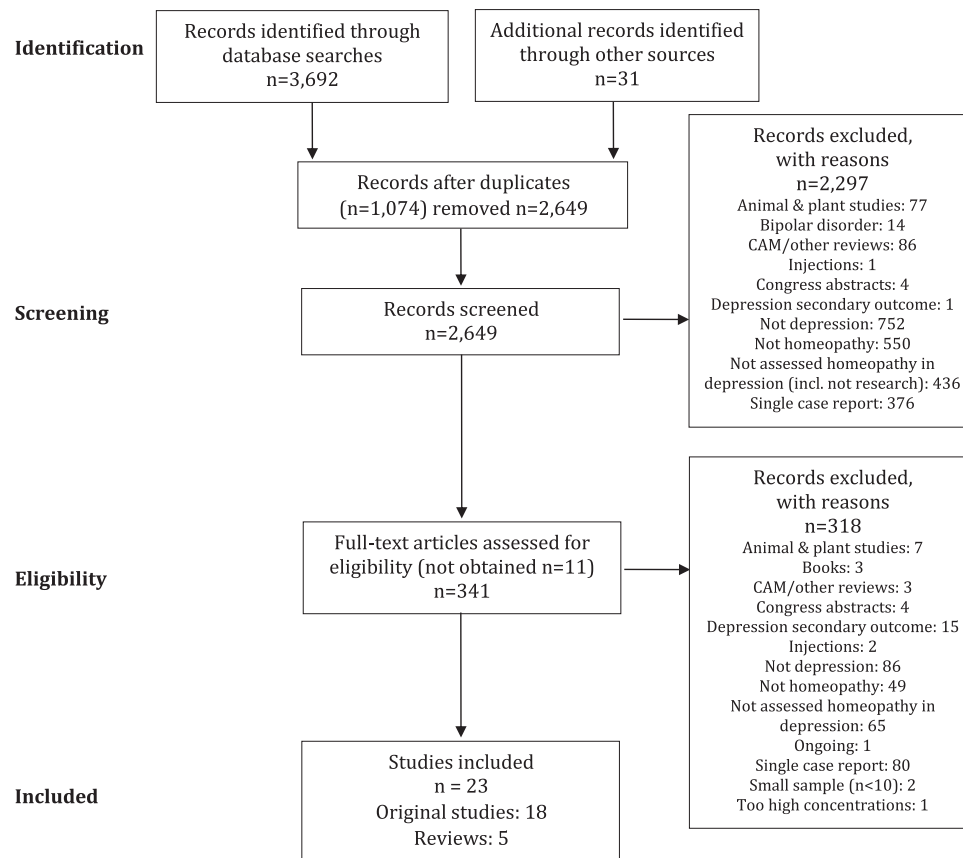 Identification
Records identified through
database searches
n=3,692
Additional records identified
through other sources
n=31
Records after duplicates
(n=1,074) removed n=2,649
Records excluded,
with reasons
n=2,297
Animal & plant studies: 77
Bipolar disorder: 14
CAM/other reviews: 86
Injections: 1
Congress abstracts: 4
Depression secondary outcome: 1
Not depression: 752
Not homeopathy: 550
Not assessed homeopathy in
depression (incl. not research): 436
Single case report: 376
Screening
Records screened
n=2,649
Eligibility
Full-text articles assessed for
eligibility (not obtained n=11)
n=341
Records excluded,
with reasons
n=318
Animal & plant studies: 7
Books: 3
CAM/other reviews: 3
Congress abstracts: 4
Depression secondary outcome: 15
Injections: 2
Not depression: 86
Not homeopathy: 49
Not assessed homeopathy in
depression: 65
Ongoing: 1
Single case report: 80
Small sample (n<10): 2
Too high concentrations: 1
Included
Studies included
n = 23
Original studies: 18
Reviews: 5